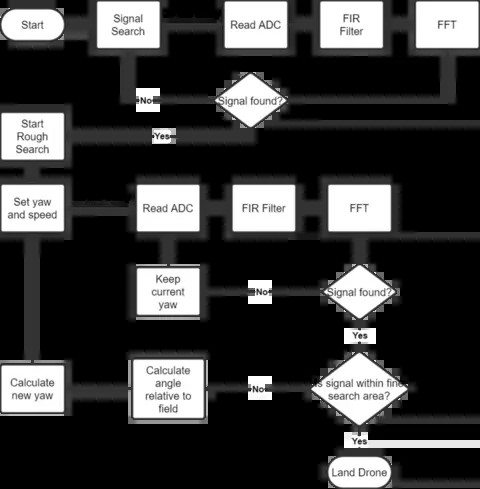 Start
Signal
Search
Read ADC
FIR
Filter
FFT
No
Signal found?
Yes
Start
Rough
Search
Set yaw
and speed
Read ADC
FIR Filter
FFT
Keep
current
yaw
No
Signal found?
Yes
Calculate
new yaw
Calculate
angle
relative to
field
No
Is signal within fine
search area?
Yes
Land Drone